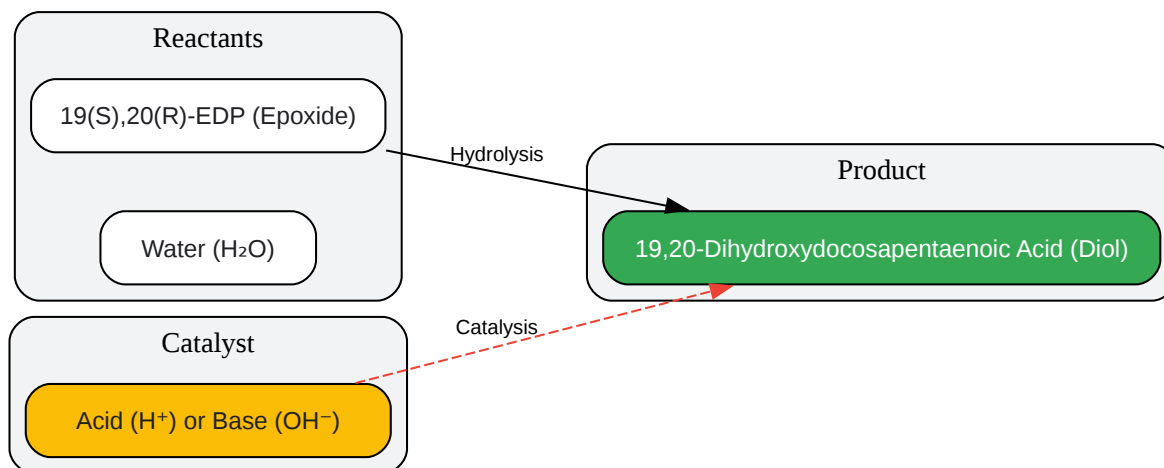 Reactants
19(S),20(R)-EDP (Epoxide)
Hydrolysis
Product
Water (H₂O)
19,20-Dihydroxydocosapentaenoic Acid (Diol)
Catalyst
Catalysis
Acid (H⁺) or Base (OH⁻)